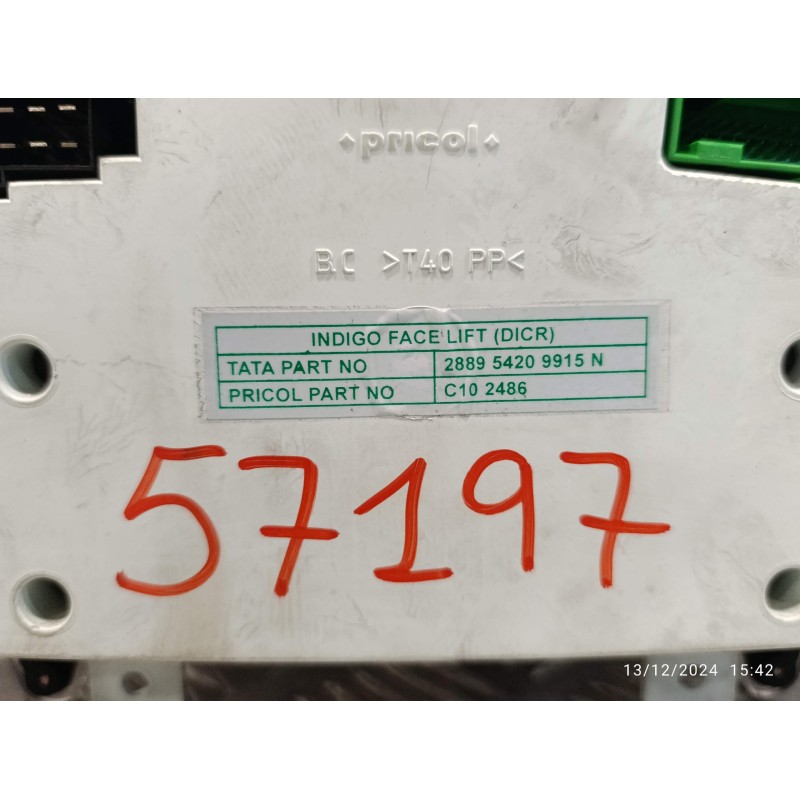 pricol
B.C >T40 PP<
INDIGO FACE LIFT (DICR)
TATA PART NO 2889 5420 9915 N
PRICOL PART NO C10 2486
57197
13/12/2024 15:42